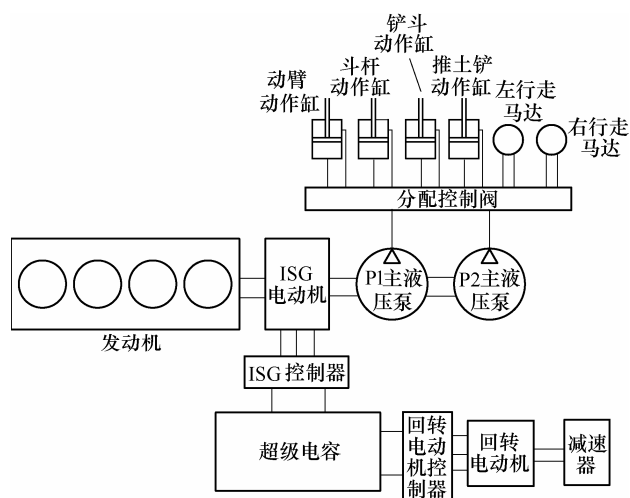 铲斗
动作缸
动臂
动作缸
斗杆
动作缸
推土铲
动作缸
左行走
马达
右行走
马达
分配控制阀
ISG
电动机
P1主液
压泵
P2主液
压泵
发动机
ISG 控制器
超级电容
回转
电动
机控
制器
回转
电动机
减速
器